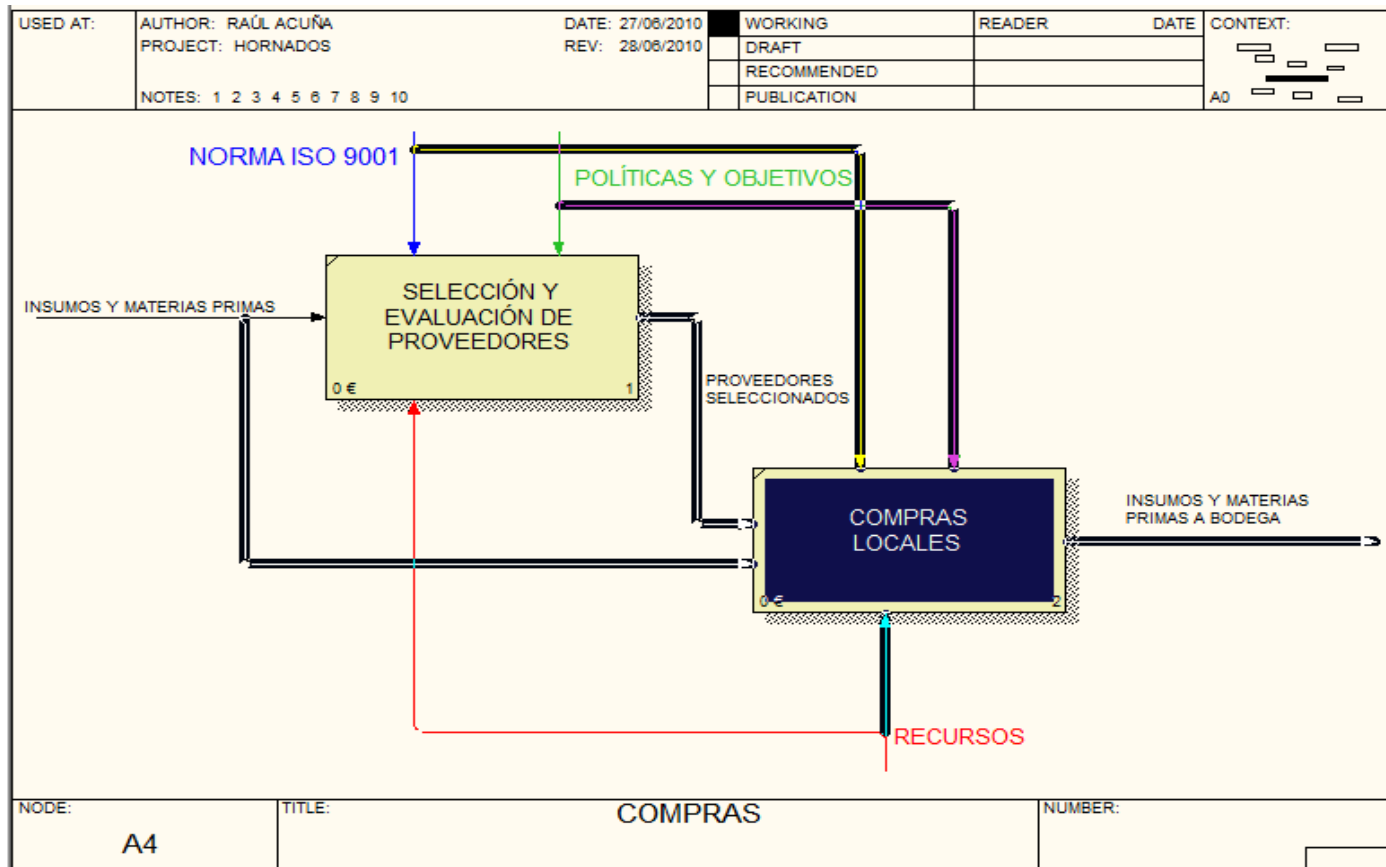 USED AT:
AUTHOR: RAÚL ACUÑA
DATE: 27/06/2010
WORKING
READER
DATE
CONTEXT:
PROJECT: HORNADOS
REV: 28/06/2010
DRAFT
RECOMMENDED
NOTES: 1 2 3 4 5 6 7 8 9 10
PUBLICATION
A0
NORMA ISO 9001
POLÍTICAS Y OBJETIVOS
INSUMOS Y MATERIAS PRIMAS
SELECCIÓN Y
EVALUACIÓN DE
PROVEEDORES
0 €
1
PROVEEDORES
SELECCIONADOS
COMPRAS
LOCALES
0 €
2
INSUMOS Y MATERIAS
PRIMAS A BODEGA
RECURSOS
NODE:
A4
TITLE:
COMPRAS
NUMBER: